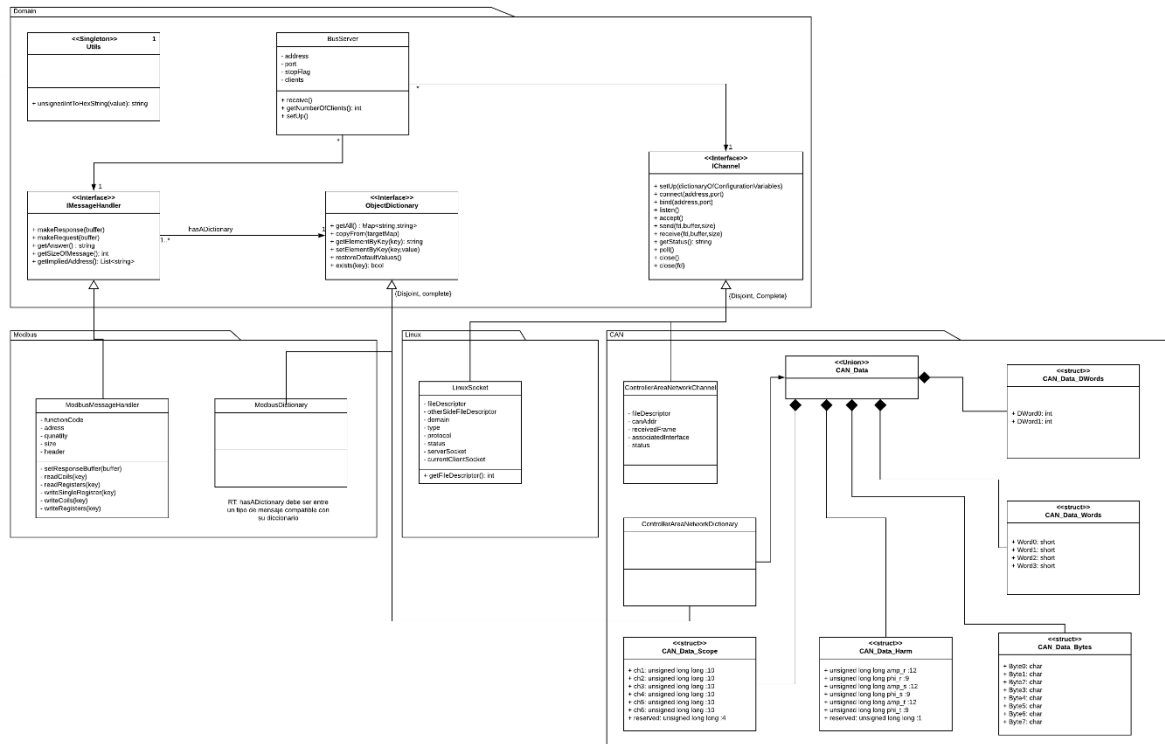 Domain
<<Singleton>> 1
Utils
+ unsignedIntToHexString(value): string
BusServer
- address
- port
- stopFlag
- clients
+ receive()
+ getNumberOfClients(): int
+ setUp()
*
*
1
1
<<Interface>>
IMessageHandler
+ makeResponse(buffer)
+ makeRequest(buffer)
+ getAnswer() : string
+ getSizeOfMessage(): int
+ getImpliedAddress(): List<string>
hasADictionary
1..*
1
<<Interface>>
ObjectDictionary
+ getAll() : Map<string,string>
+ copyFrom(targetMap)
+ getElementByKey(key): string
+ setElementByKey(key,value)
+ restoreDefaultValues()
+ exists(key): bool
<<Interface>>
IChannel
+ setUp(dictionaryOfConfigurationVariables)
+ connect(address,port)
+ bind(address,port)
+ listen()
+ accept()
+ send(fd,buffer,size)
+ receive(fd,buffer,size)
+ getStatus(): string
+ poll()
+ close()
+ close(fd)
{Disjoint, complete}
{Disjoint, Complete}
Modbus
ModbusMessageHandler
- functionCode
- adress
- qunatity
- size
- header
- setResponseBuffer(buffer)
- readCoils(key)
- readRegisters(key)
- writeSingleRegister(key)
- writeCoils(key)
- writeRegisters(key)
ModbusDictionary
RT: hasADictionary debe ser entre
un tipo de mensaje compatible con
su diccionario
Linux
LinuxSocket
- fileDescriptor
- otherSideFileDescriptor
- domain
- type
- protocol
- status
- serverSocket
- currentClientSocket
+ getFileDescriptor(): int
CAN
ControllerAreaNetworkChannel
- fileDescriptor
- canAddr
- receivedFrame
- associatedInterface
- status
<<Union>>
CAN_Data
<<struct>>
CAN_Data_DWords
+ DWord0: int
+ DWord1: int
ControllerAreaNetworkDictionary
<<struct>>
CAN_Data_Words
+ Word0: short
+ Word1: short
+ Word2: short
+ Word3: short
<<struct>>
CAN_Data_Scope
+ ch1: unsigned long long :10
+ ch2: unsigned long long :10
+ ch3: unsigned long long :10
+ ch4: unsigned long long :10
+ ch5: unsigned long long :10
+ ch6: unsigned long long :10
+ reserved: unsigned long long :4
<<struct>>
CAN_Data_Harm
+ unsigned long long amp_r :12
+ unsigned long long phi_r :9
+ unsigned long long amp_s :12
+ unsigned long long phi_s :9
+ unsigned long long amp_t :12
+ unsigned long long phi_t :9
+ reserved: unsigned long long :1
<<struct>>
CAN_Data_Bytes
+ Byte0: char
+ Byte1: char
+ Byte7: char
+ Byte3: char
+ Byte4: char
+ Byte5: char
+ Byte6: char
+ Byte7: char